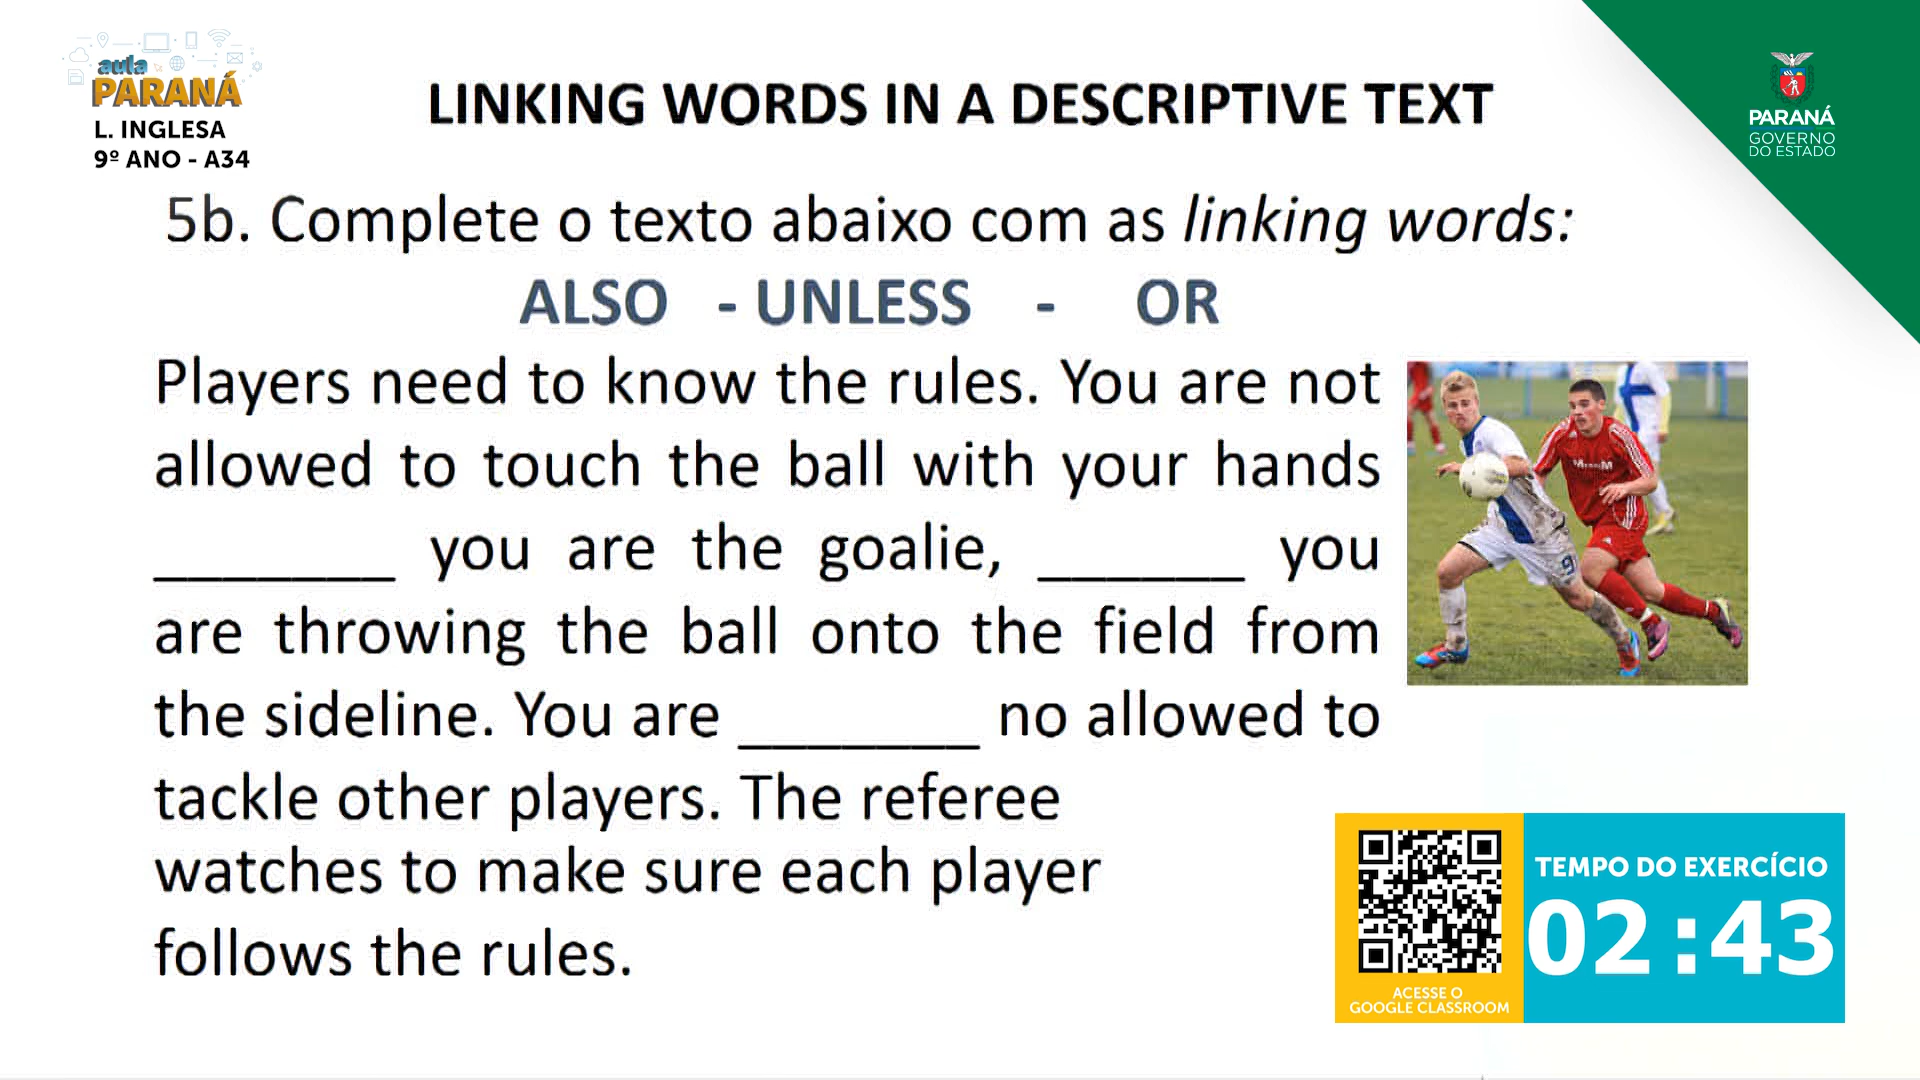 aula
PARANÁ
L. INGLESA
9º ANO - A34
LINKING WORDS IN A DESCRIPTIVE TEXT
PARANÁ
GOVERNO
DO ESTADO
5b. Complete o texto abaixo com as linking words:
ALSO - UNLESS - OR
Players need to know the rules. You are not
allowed to touch the ball with your hands
_______ you are the goalie, ______ you
are throwing the ball onto the field from
the sideline. You are _______ no allowed to
tackle other players. The referee
watches to make sure each player
follows the rules.
9
ACESSE O
GOOGLE CLASSROOM
TEMPO DO EXERCÍCIO
02:43